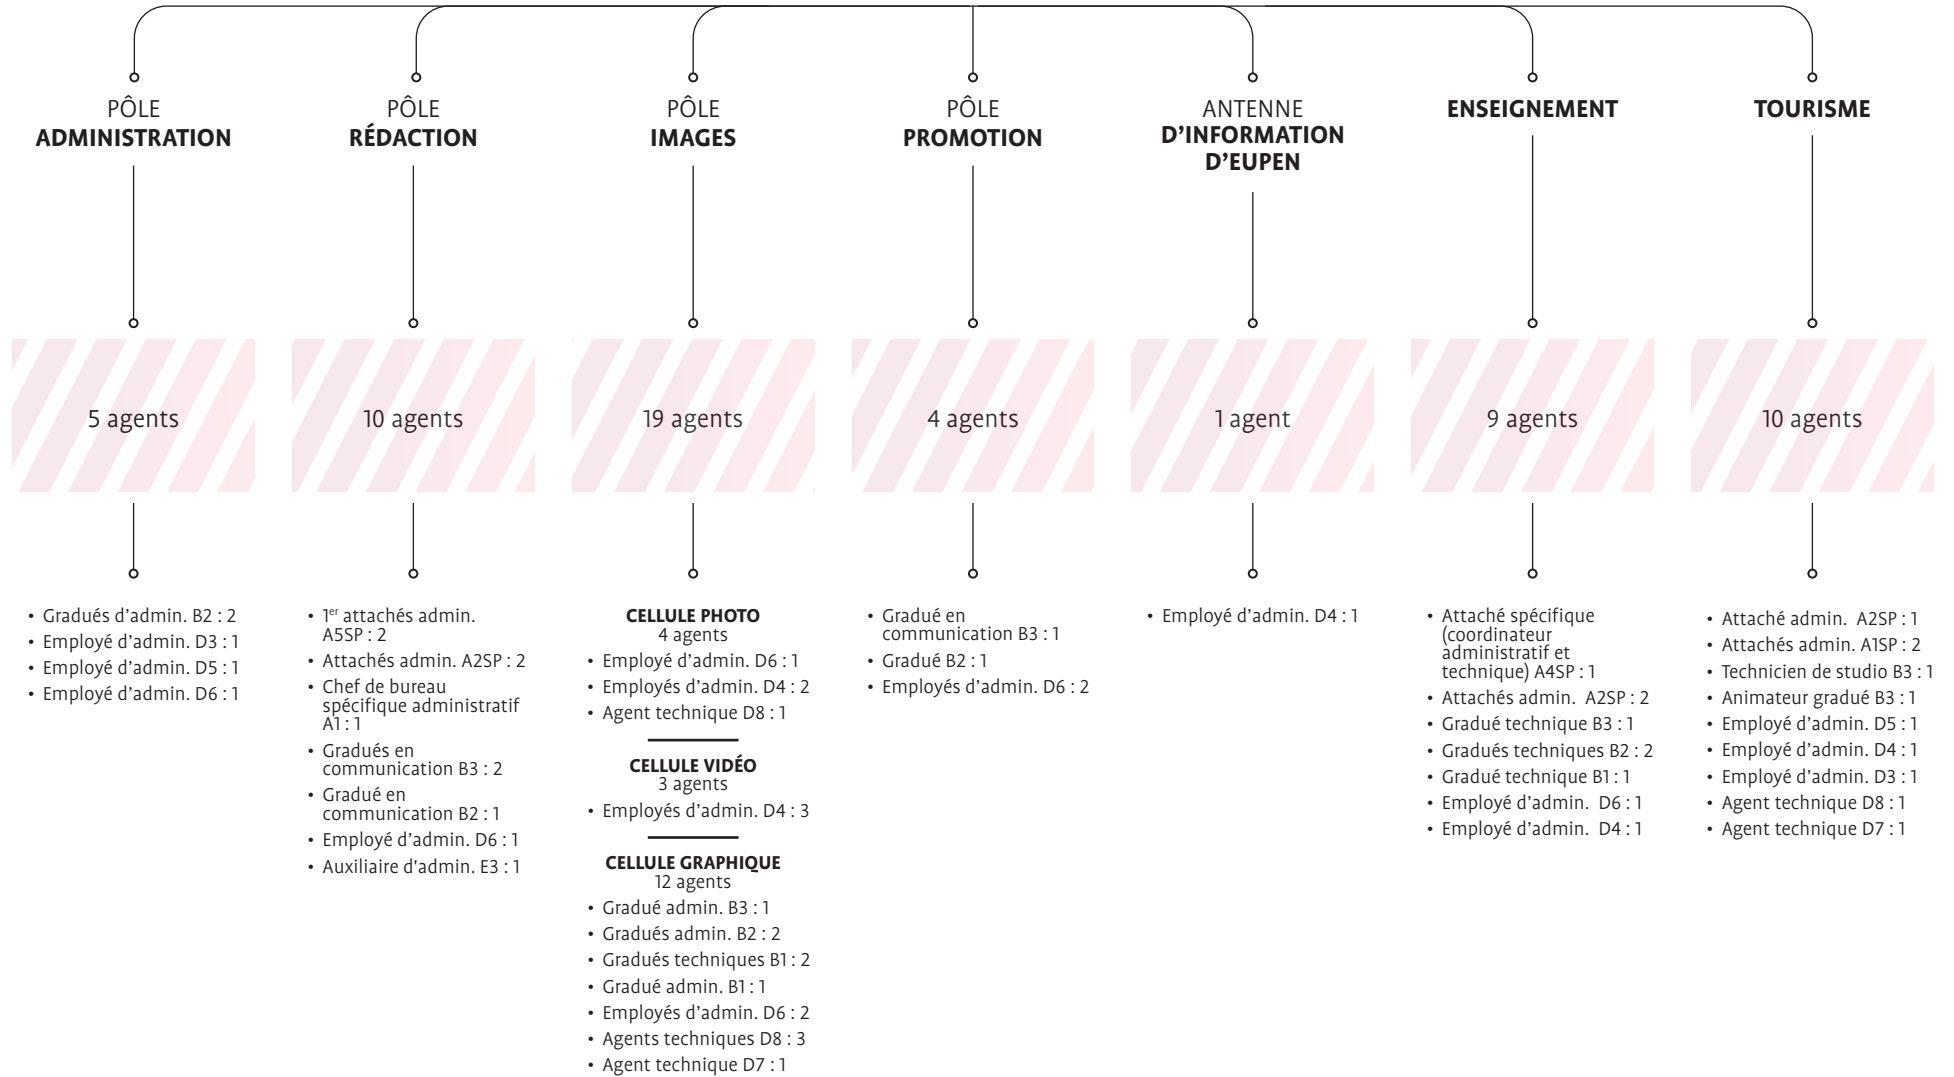 PÔLE
ADMINISTRATION
5 agents
• Gradués d’admin. B2 : 2
• Employé d’admin. D3 : 1
• Employé d’admin. D5 : 1
• Employé d’admin. D6 : 1
PÔLE
RÉDACTION
10 agents
• 1er attachés admin.
A5SP : 2
• Attachés admin. A2SP : 2
• Chef de bureau
spécifique administratif
A1 : 1
• Gradués en
communication B3 : 2
• Gradué en
communication B2 : 1
• Employé d’admin. D6 : 1
• Auxiliaire d'admin. E3 : 1
PÔLE
IMAGES
19 agents
CELLULE PHOTO
4 agents
• Employé d’admin. D6 : 1
• Employés d’admin. D4 : 2
• Agent technique D8 : 1
CELLULE VIDÉO
3 agents
• Employés d’admin. D4 : 3
CELLULE GRAPHIQUE
12 agents
• Gradué admin. B3 : 1
• Gradués admin. B2 : 2
• Gradués techniques B1 : 2
• Gradué admin. B1 : 1
• Employés d’admin. D6 : 2
• Agents techniques D8 : 3
• Agent technique D7 : 1
PÔLE
PROMOTION
4 agents
• Gradué en
communication B3 : 1
• Gradué B2 : 1
• Employés d’admin. D6 : 2
ANTENNE
D’INFORMATION
D’EUPEN
1 agent
• Employé d’admin. D4 : 1
ENSEIGNEMENT
9 agents
• Attaché spécifique
(coordinateur
administratif et
technique) A4SP : 1
• Attachés admin. A2SP : 2
• Gradué technique B3 : 1
• Gradués techniques B2 : 2
• Gradué technique B1 : 1
• Employé d’admin. D6 : 1
• Employé d’admin. D4 : 1
TOURISME
10 agents
• Attaché admin. A2SP : 1
• Attachés admin. A1SP : 2
• Technicien de studio B3 : 1
• Animateur gradué B3 : 1
• Employé d’admin. D5 : 1
• Employé d’admin. D4 : 1
• Employé d’admin. D3 : 1
• Agent technique D8 : 1
• Agent technique D7 : 1